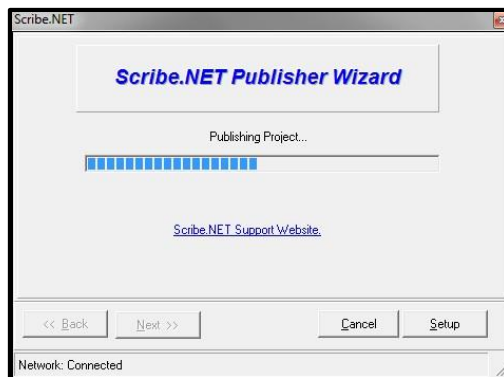 Scribe.NET
Scribe.NET Publisher Wizard
Publishing Project...
Scribe.NET Support Website.
<< Back Next >> Cancel Setup
Network: Connected